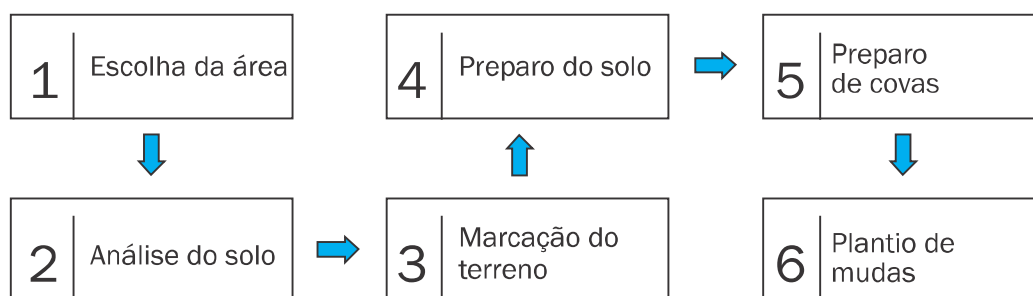 1
Escolha da área
2
Análise do solo
3
Marcação do
terreno
4
Preparo do solo
5
Preparo
de covas
6
Plantio de
mudas